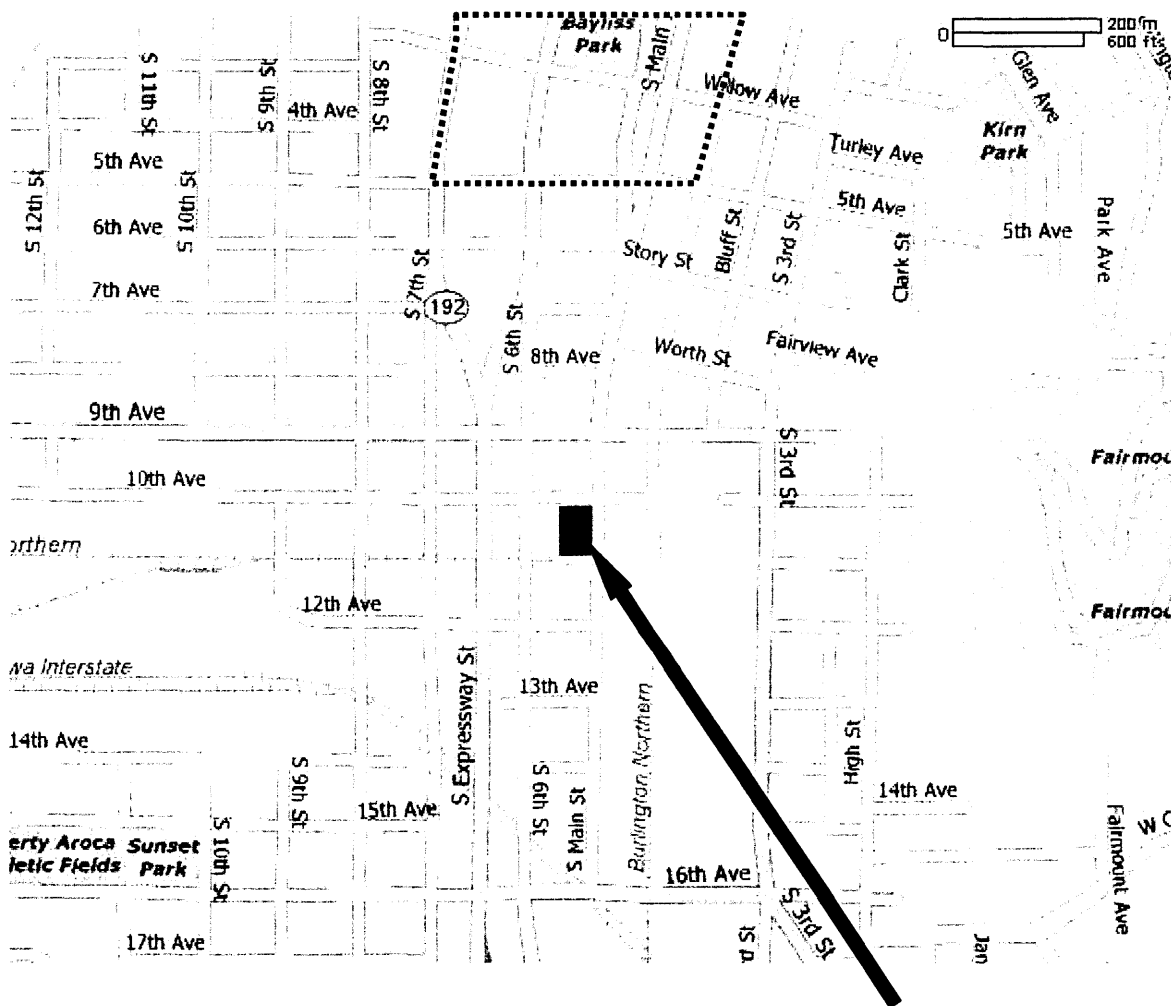 Bayliss
Park
200 m
0
600 ft
S Main
S 11th St
S 9th St
S 8th St
Glen Ave
Willow Ave
4th Ave
Kirn
Park
Turley Ave
5th Ave
S 12th St
S 10th St
5th Ave
Park Ave
6th Ave
Bluff St
S 3rd St
5th Ave
Story St
Clark St
7th Ave
S 7th St
192
S 6th St
8th Ave
Worth St
Fairview Ave
9th Ave
S 3rd St
10th Ave
Fairmou
orthern
12th Ave
Fairmou
wa Interstate
S Expressway St
13th Ave
Burlington Northern
14th Ave
High St
S 9th St
S 6th St
S Main St
14th Ave
15th Ave
S 10th St
Fairmount Ave
W C
erty Aroca
letic Fields
Sunset
Park
16th Ave
S 3rd St
17th Ave
Jan